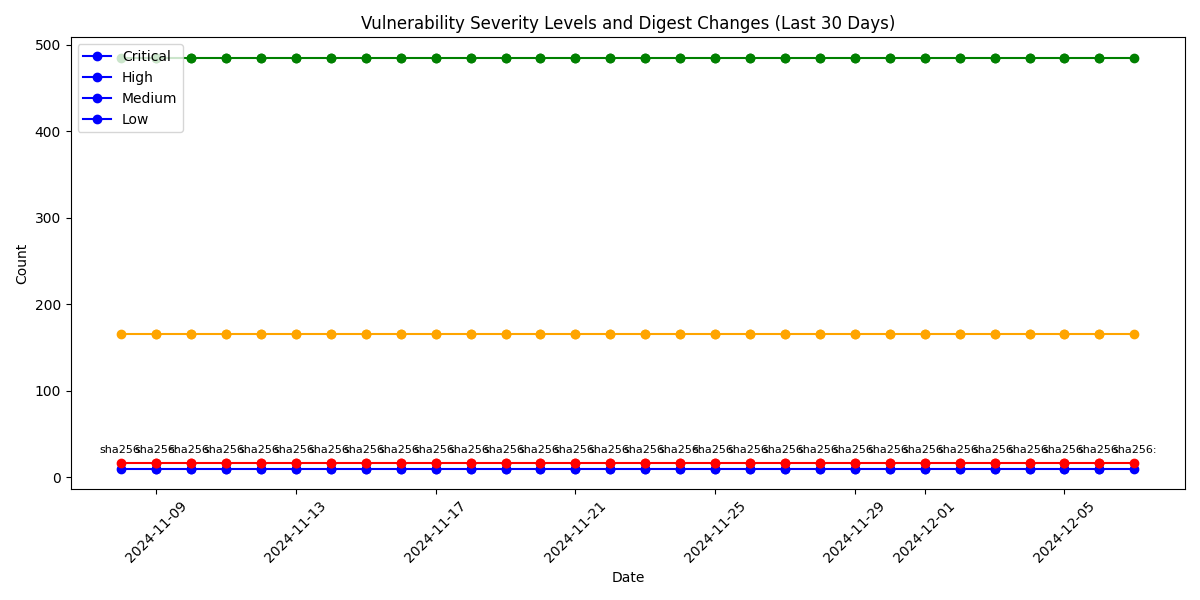 Vulnerability Severity Levels and Digest Changes (Last 30 Days)
Critical
High
Medium
Low
500
400
300
200
100
0
Count
sha256: sha256: sha256: sha256: sha256: sha256: sha256: sha256: sha256: sha256: sha256: sha256: sha256: sha256: sha256: sha256: sha256: sha256: sha256: sha256: sha256: sha256: sha256: sha256: sha256: sha256: sha256: sha256: sha256: sha256:
2024-11-09
2024-11-13
2024-11-17
2024-11-21
2024-11-25
2024-11-29
2024-12-01
2024-12-05
Date